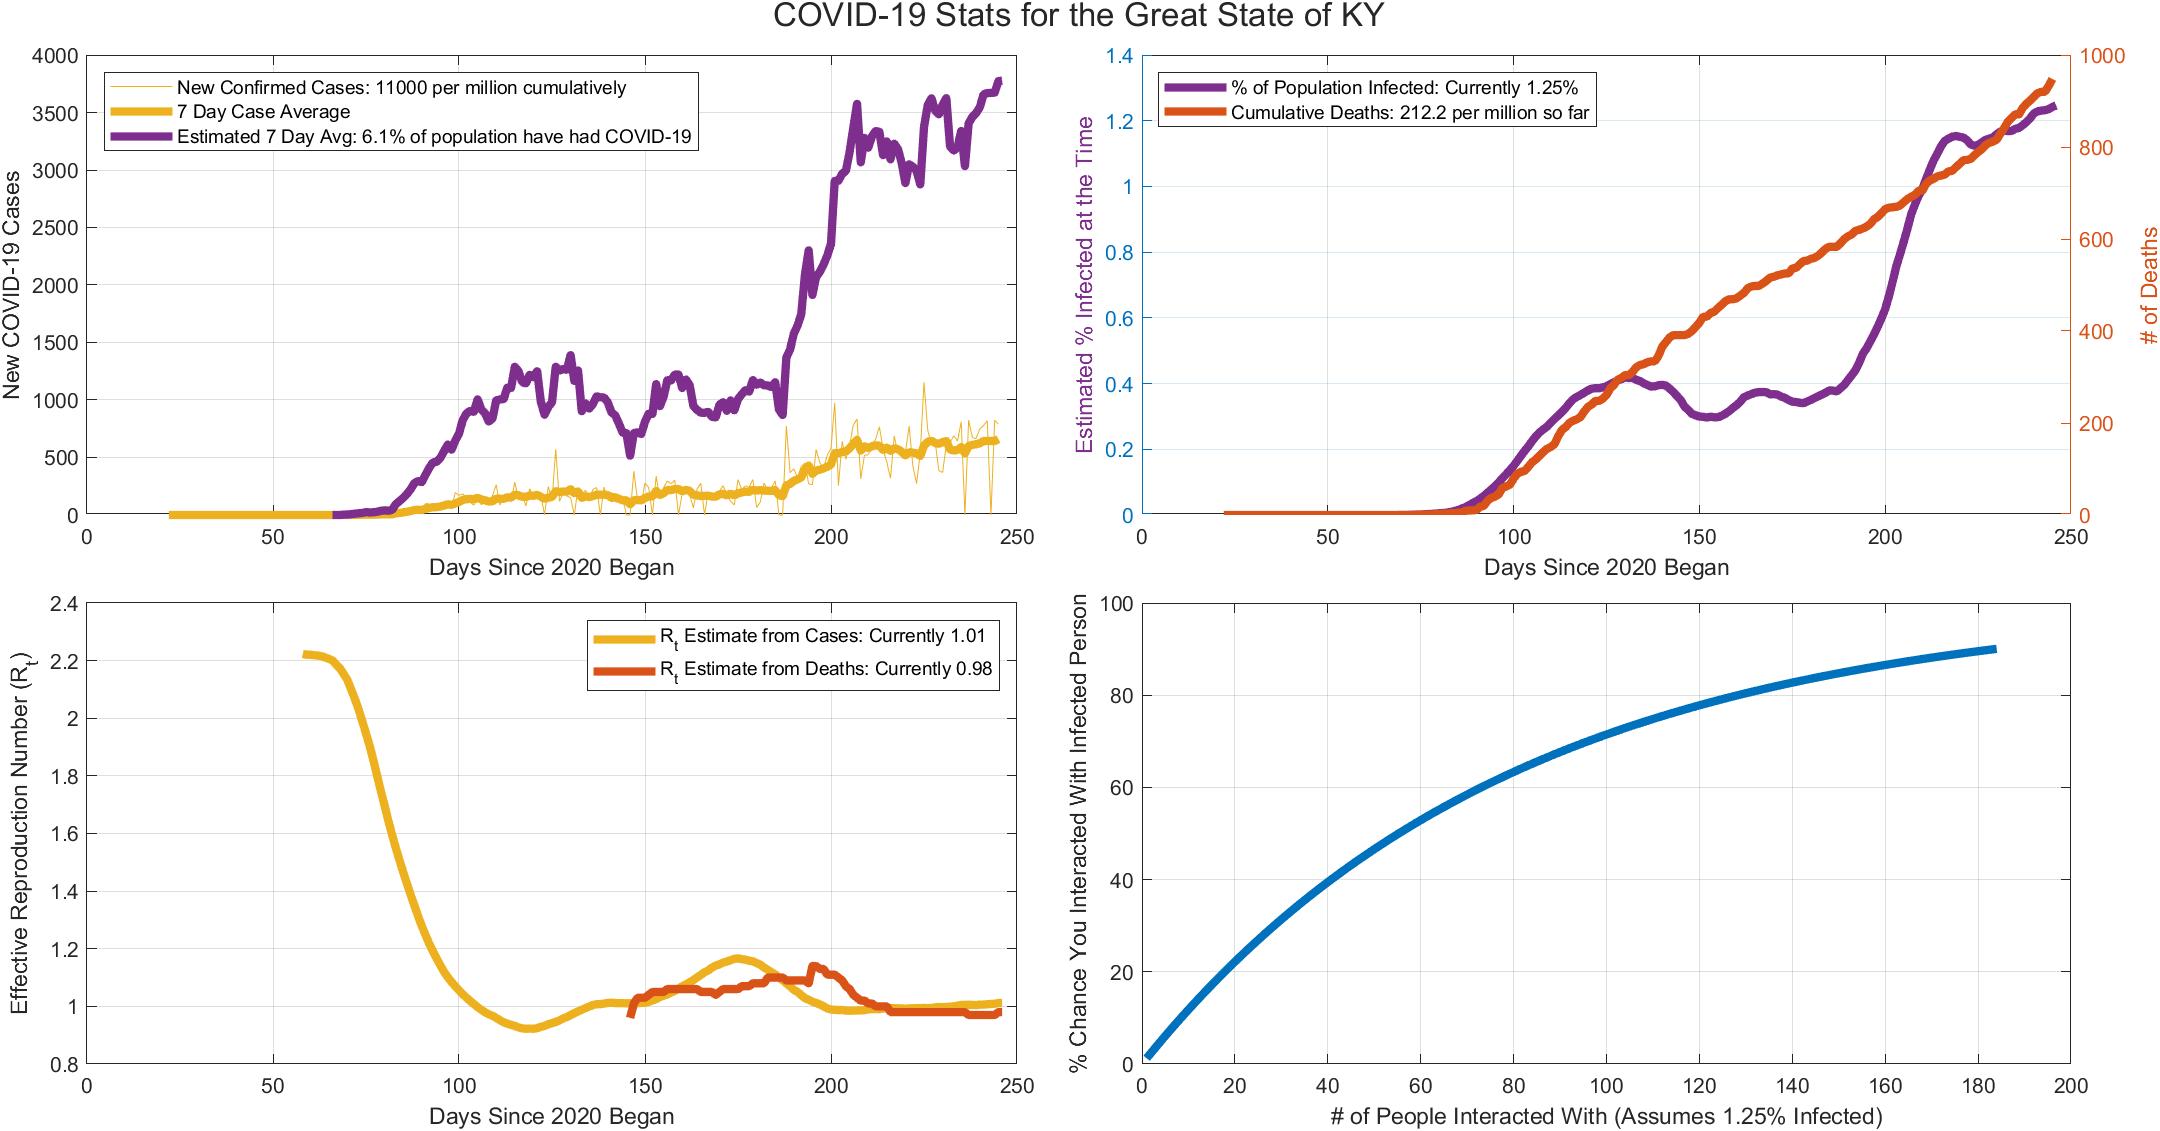 COVID-19 Stats for the Great State of KY
4000
3500
3000
2500
2000
1500
1000
500
0
New COVID-19 Cases
New Confirmed Cases: 11000 per million cumulatively
7 Day Case Average
Estimated 7 Day Avg: 6.1% of population have had COVID-19
0 50 100 150 200 250
Days Since 2020 Began
1.4
1.2
1
0.8
0.6
0.4
0.2
0
Estimated % Infected at the Time
% of Population Infected: Currently 1.25%
Cumulative Deaths: 212.2 per million so far
1000
800
600
400
200
0
# of Deaths
0 50 100 150 200 250
Days Since 2020 Began
2.4
2.2
2
1.8
1.6
1.4
1.2
1
0.8
Effective Reproduction Number (Rt)
Rt Estimate from Cases: Currently 1.01
Rt Estimate from Deaths: Currently 0.98
0 50 100 150 200 250
Days Since 2020 Began
100
80
60
40
20
0
% Chance You Interacted With Infected Person
0 20 40 60 80 100 120 140 160 180 200
# of People Interacted With (Assumes 1.25% Infected)